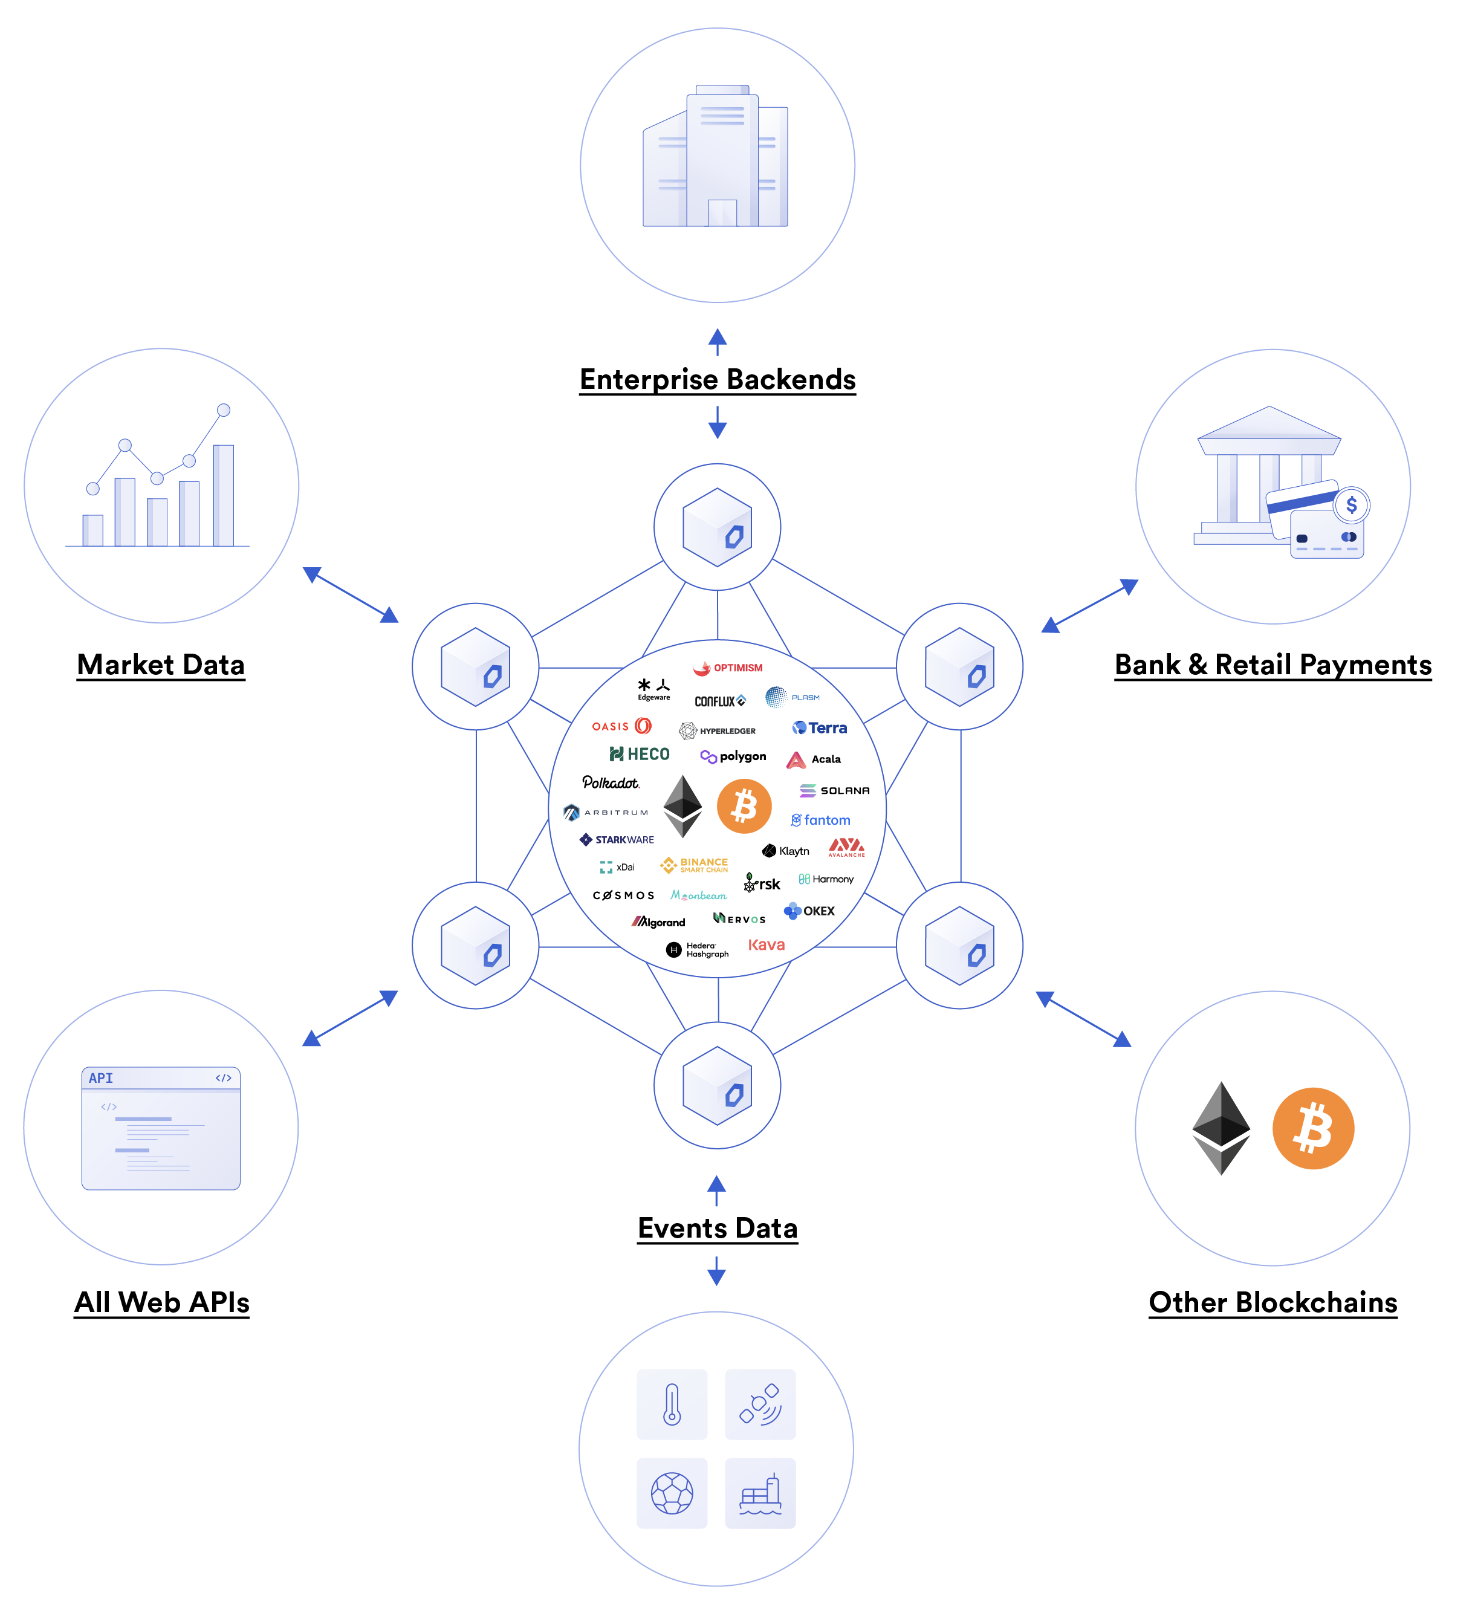 Enterprise Backends
Market Data
Bank & Retail Payments
$
OPTIMISM
Edgeware
CONFLUX
PLASM
OASIS
HYPERLEDGER
Terra
HECO
polygon
Acala
Polkadot.
SOLANA
ARBITRUM
fantom
STARKWARE
Klaytn
AVALANCHE
xDai
BINANCE
SMART CHAIN
rsk
Harmony
COSMOS
Moonbeam
Algorand
NERVOS
OKEX
H
Hedera
Hashgraph
Kava
API </>
</>
Events Data
All Web APIs
Other Blockchains